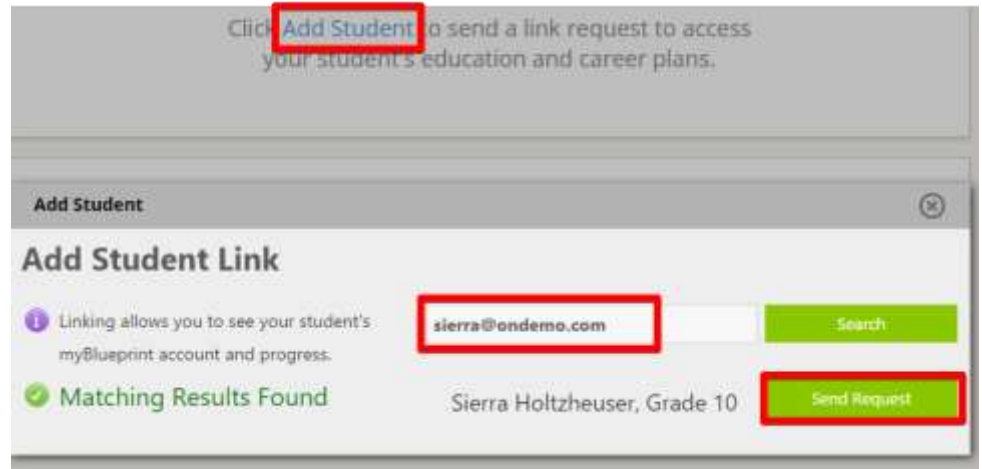 Click Add Student to send a link request to access
your student's education and career plans.
Add Student
Add Student Link
Linking allows you to see your student's
myBlueprint account and progress.
sierra@ondemo.com
Search
Matching Results Found
Sierra Holtzheuser, Grade 10
Send Request